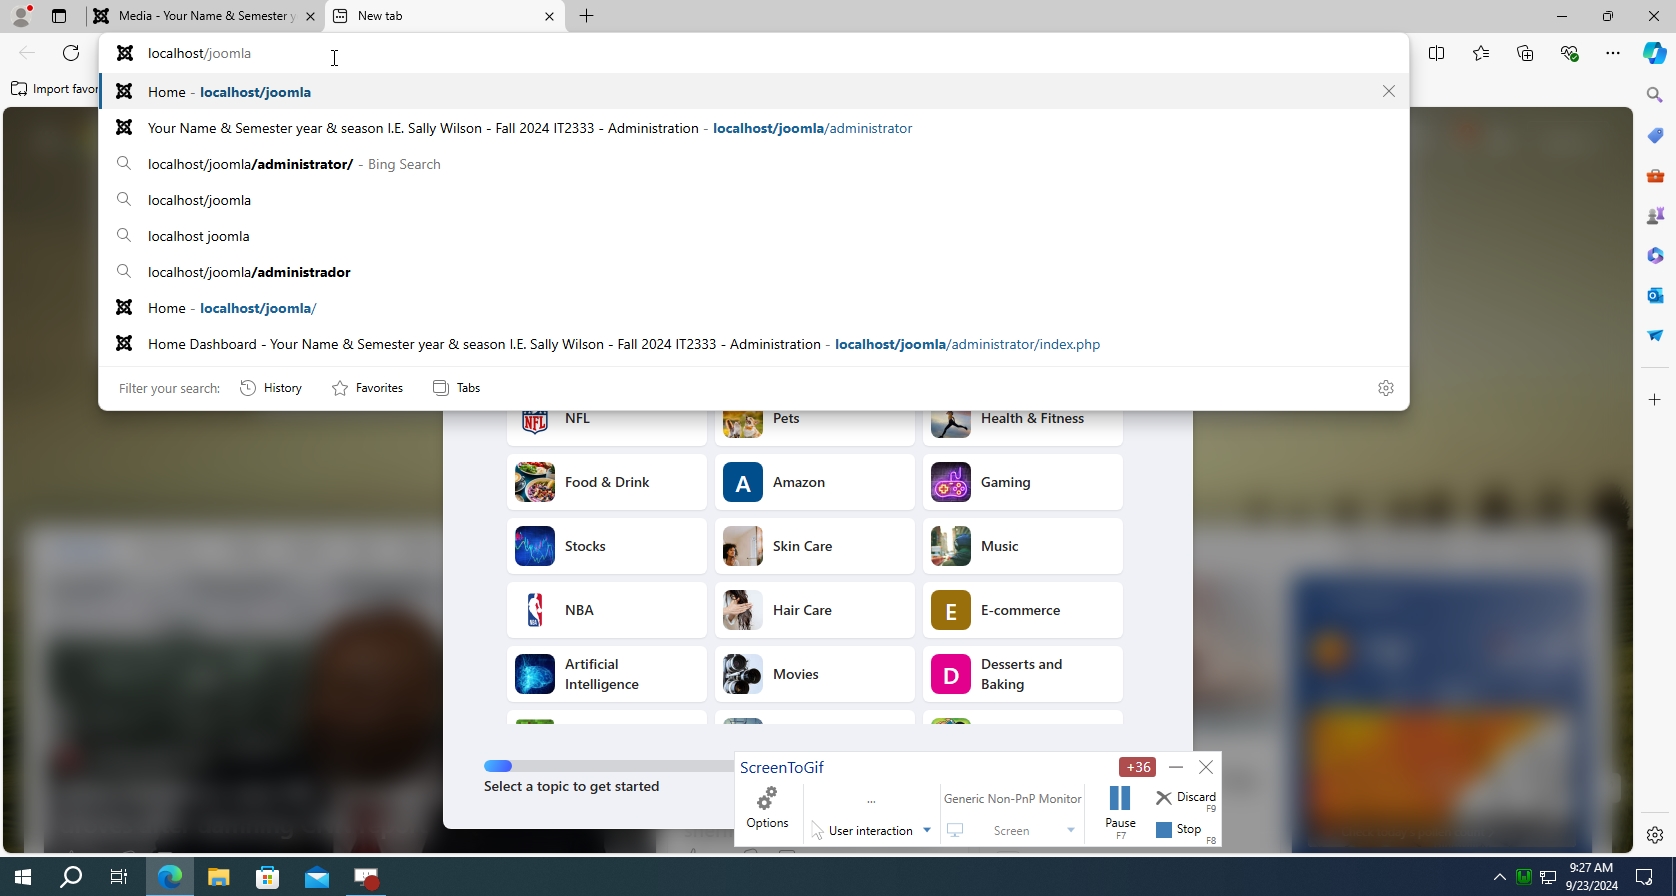 Media - Your Name & Semester y
New tab
localhost/joomla
Import favor
Home - localhost/joomla
Your Name & Semester year & season I.E. Sally Wilson - Fall 2024 IT2333 - Administration - localhost/joomla/administrator
localhost/joomla/administrator/ - Bing Search
localhost/joomla
localhost joomla
localhost/joomla/administrador
Home - localhost/joomla/
Home Dashboard - Your Name & Semester year & season I.E. Sally Wilson - Fall 2024 IT2333 - Administration - localhost/joomla/administrator/index.php
Filter your search: History Favorites Tabs
NFL Pets Health & Fitness
Food & Drink A Amazon Gaming
Stocks Skin Care Music
NBA Hair Care E E-commerce
Artificial Intelligence Movies D Desserts and Baking
Select a topic to get started
ScreenToGif +36
... Generic Non-PnP Monitor Discard
F9
Options User interaction Screen Pause Stop
F7 F8
9:27 AM
9/23/2024